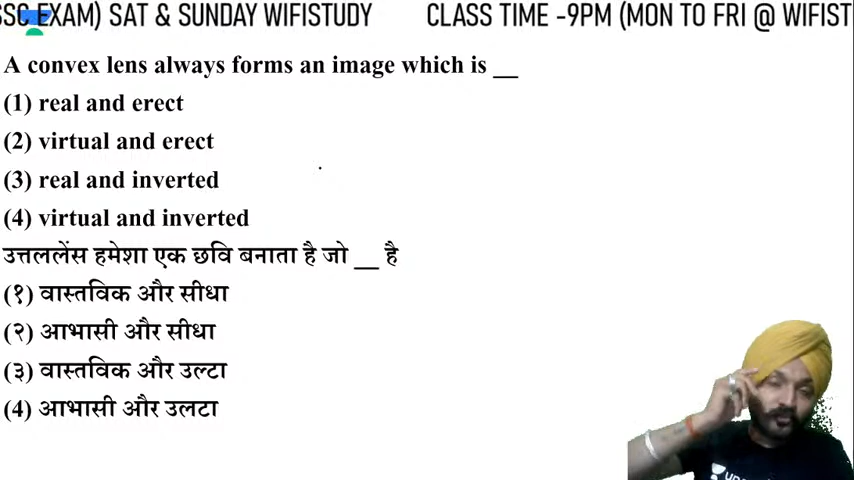 SSC EXAM) SAT & SUNDAY WIFISTUDY CLASS TIME -9PM (MON TO FRI @ WIFIST
A convex lens always forms an image which is __
(1) real and erect
(2) virtual and erect
(3) real and inverted
(4) virtual and inverted
उत्तललेंस हमेशा एक छवि बनाता है जो __ है
(१) वास्तविक और सीधा
(२) आभासी और सीधा
(३) वास्तविक और उल्टा
(4) आभासी और उलटा